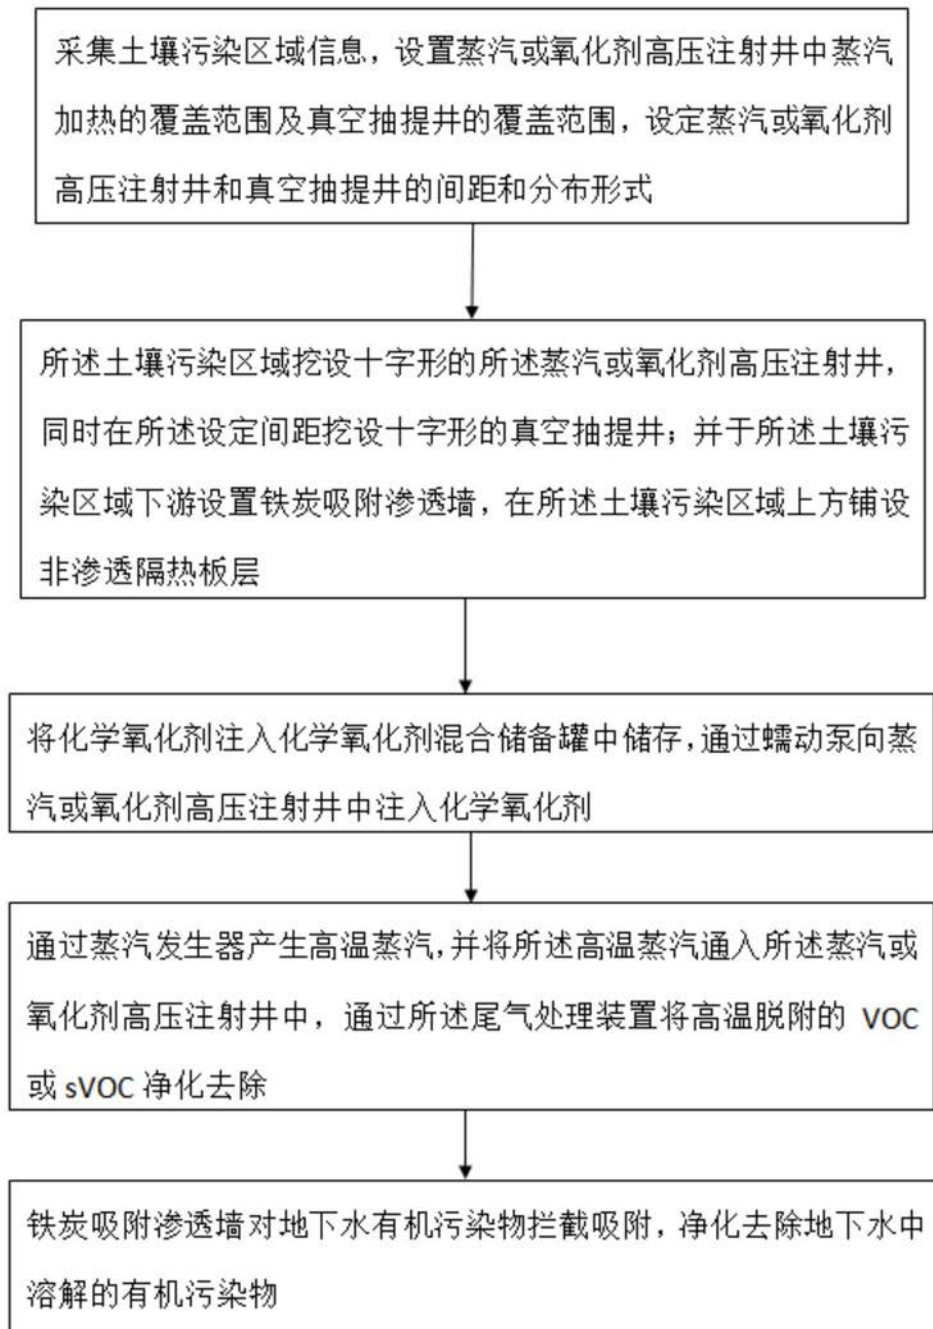 采集土壤污染区域信息，设置蒸汽或氧化剂高压注射井中蒸汽
加热的覆盖范围及真空抽提井的覆盖范围，设定蒸汽或氧化剂
高压注射井和真空抽提井的间距和分布形式
所述土壤污染区域挖设十字形的所述蒸汽或氧化剂高压注射井，
同时在所述设定间距挖设十字形的真空抽提井；并于所述土壤污
染区域下游设置铁炭吸附渗透墙，在所述土壤污染区域上方铺设
非渗透隔热板层
将化学氧化剂注入化学氧化剂混合储备罐中储存，通过蠕动泵向蒸
汽或氧化剂高压注射井中注入化学氧化剂
通过蒸汽发生器产生高温蒸汽，并将所述高温蒸汽通入所述蒸汽或
氧化剂高压注射井中，通过所述尾气处理装置将高温脱附的 VOC
或 sVOC 净化去除
铁炭吸附渗透墙对地下水有机污染物拦截吸附，净化去除地下水中
溶解的有机污染物